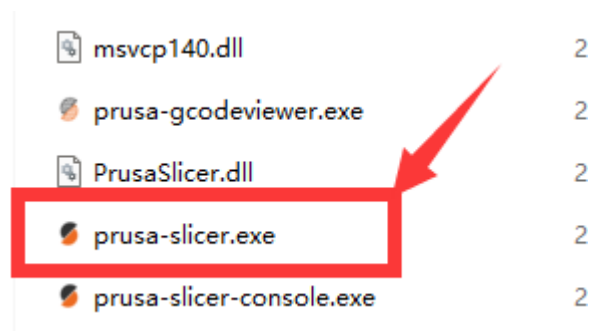 msvcp140.dll 2
prusa-gcodeviewer.exe 2
PrusaSlicer.dll 2
prusa-slicer.exe 2
prusa-slicer-console.exe 2